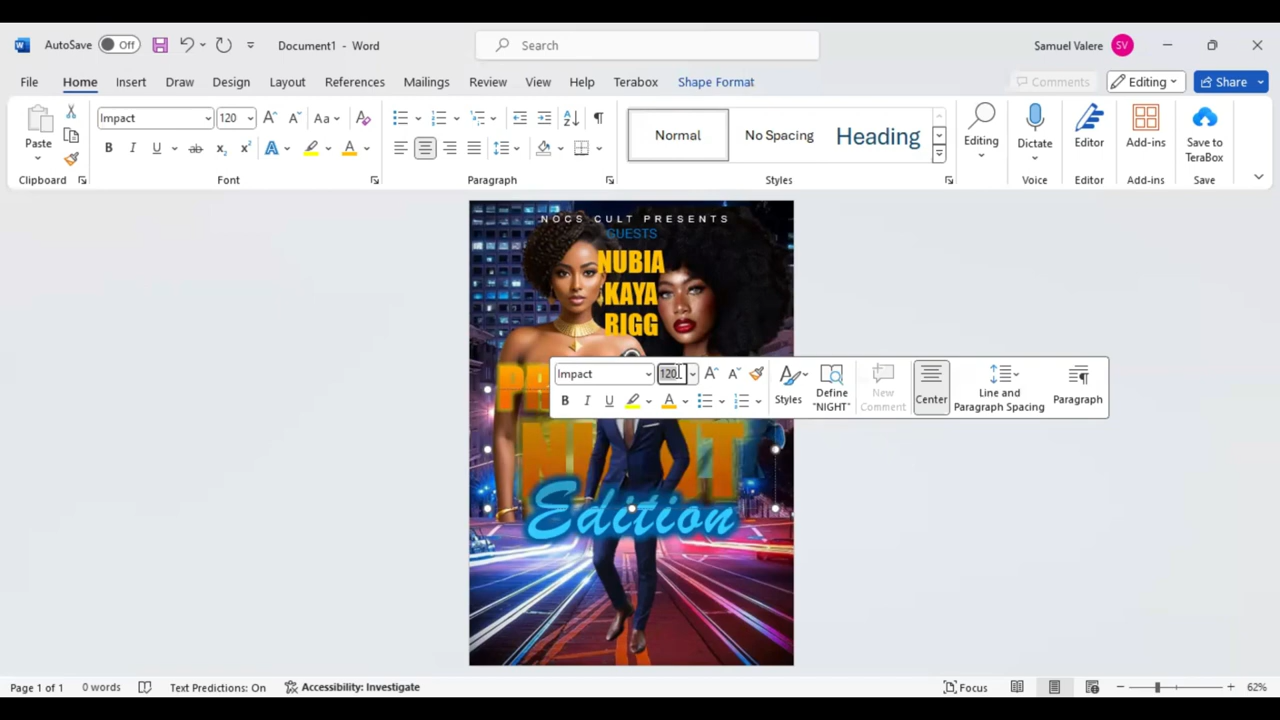 AutoSave Off Document1 - Word Search Samuel Valere SV
File Home Insert Draw Design Layout References Mailings Review View Help Terabox Shape Format Comments Editing Share
Paste Impact 120 Aa Normal No Spacing Heading Editing Dictate Editor Add-ins Save to TeraBox
Clipboard Font Paragraph Styles Voice Editor Add-ins Save
NOCS CULT PRESENTS
GUESTS
NUBIA
KAYA
BIGG
Impact 120 Styles Define "NIGHT" New Comment Center Line and Paragraph Spacing Paragraph
Edition
Page 1 of 1 0 words Text Predictions: On Accessibility: Investigate Focus 62%